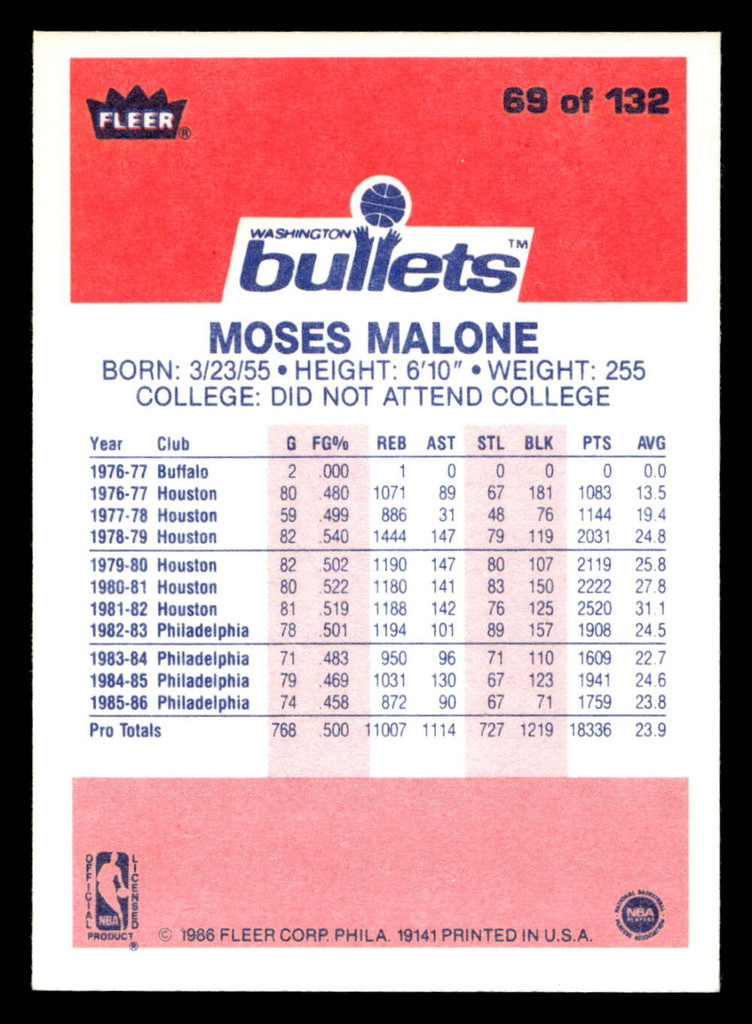 FLEER®
69 of 132
WASHINGTON
bullets™
MOSES MALONE
BORN: 3/23/55 • HEIGHT: 6'10" • WEIGHT: 255
COLLEGE: DID NOT ATTEND COLLEGE
Year Club G FG% REB AST STL BLK PTS AVG
1976-77 Buffalo 2 .000 1 0 0 0 0 0.0
1976-77 Houston 80 .480 1071 89 67 181 1083 13.5
1977-78 Houston 59 .499 886 31 48 76 1144 19.4
1978-79 Houston 82 .540 1444 147 79 119 2031 24.8
1979-80 Houston 82 .502 1190 147 80 107 2119 25.8
1980-81 Houston 80 .522 1180 141 83 150 2222 27.8
1981-82 Houston 81 .519 1188 142 76 125 2520 31.1
1982-83 Philadelphia 78 .501 1194 101 89 157 1908 24.5
1983-84 Philadelphia 71 .483 950 96 71 110 1609 22.7
1984-85 Philadelphia 79 .469 1031 130 67 123 1941 24.6
1985-86 Philadelphia 74 .458 872 90 67 71 1759 23.8
Pro Totals 768 .500 11007 1114 727 1219 18336 23.9
OFFICIAL
LICENSED
NBA
PRODUCT®
© 1986 FLEER CORP. PHILA. 19141 PRINTED IN U.S.A.
NATIONAL BASKETBALL
NBA
PLAYERS
PLAYERS ASSOCIATION